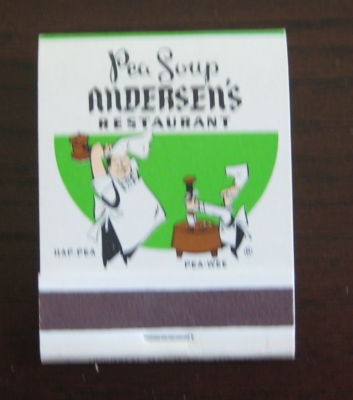 Pea Soup
ANDERSEN'S
RESTAURANT
HAP-PEA
PEA-WEE
®